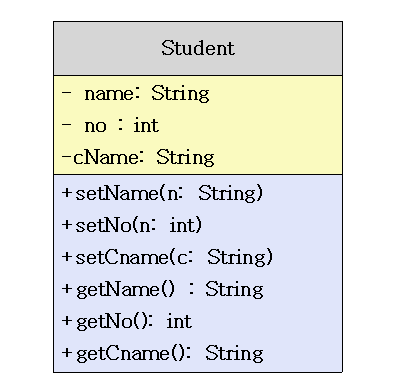 Student
- name: String
- no : int
-cName: String
+setName(n: String)
+setNo(n: int)
+setCname(c: String)
+getName() : String
+getNo(): int
+getCname(): String